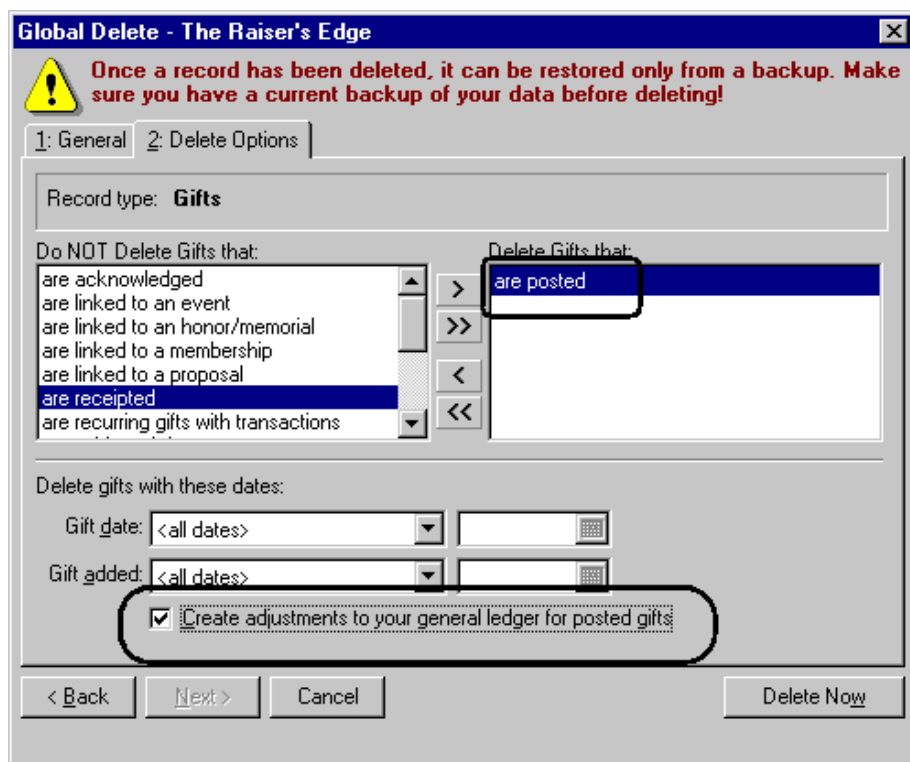 Global Delete - The Raiser's Edge
Once a record has been deleted, it can be restored only from a backup. Make
sure you have a current backup of your data before deleting!
1: General 2: Delete Options
Record type: Gifts
Do NOT Delete Gifts that:
are acknowledged
are linked to an event
are linked to an honor/memorial
are linked to a membership
are linked to a proposal
are receipted
are recurring gifts with transactions
>
>>
<
<<
Delete Gifts that:
are posted
Delete gifts with these dates:
Gift date: <all dates>
Gift added: <all dates>
Create adjustments to your general ledger for posted gifts
< Back Next > Cancel Delete Now